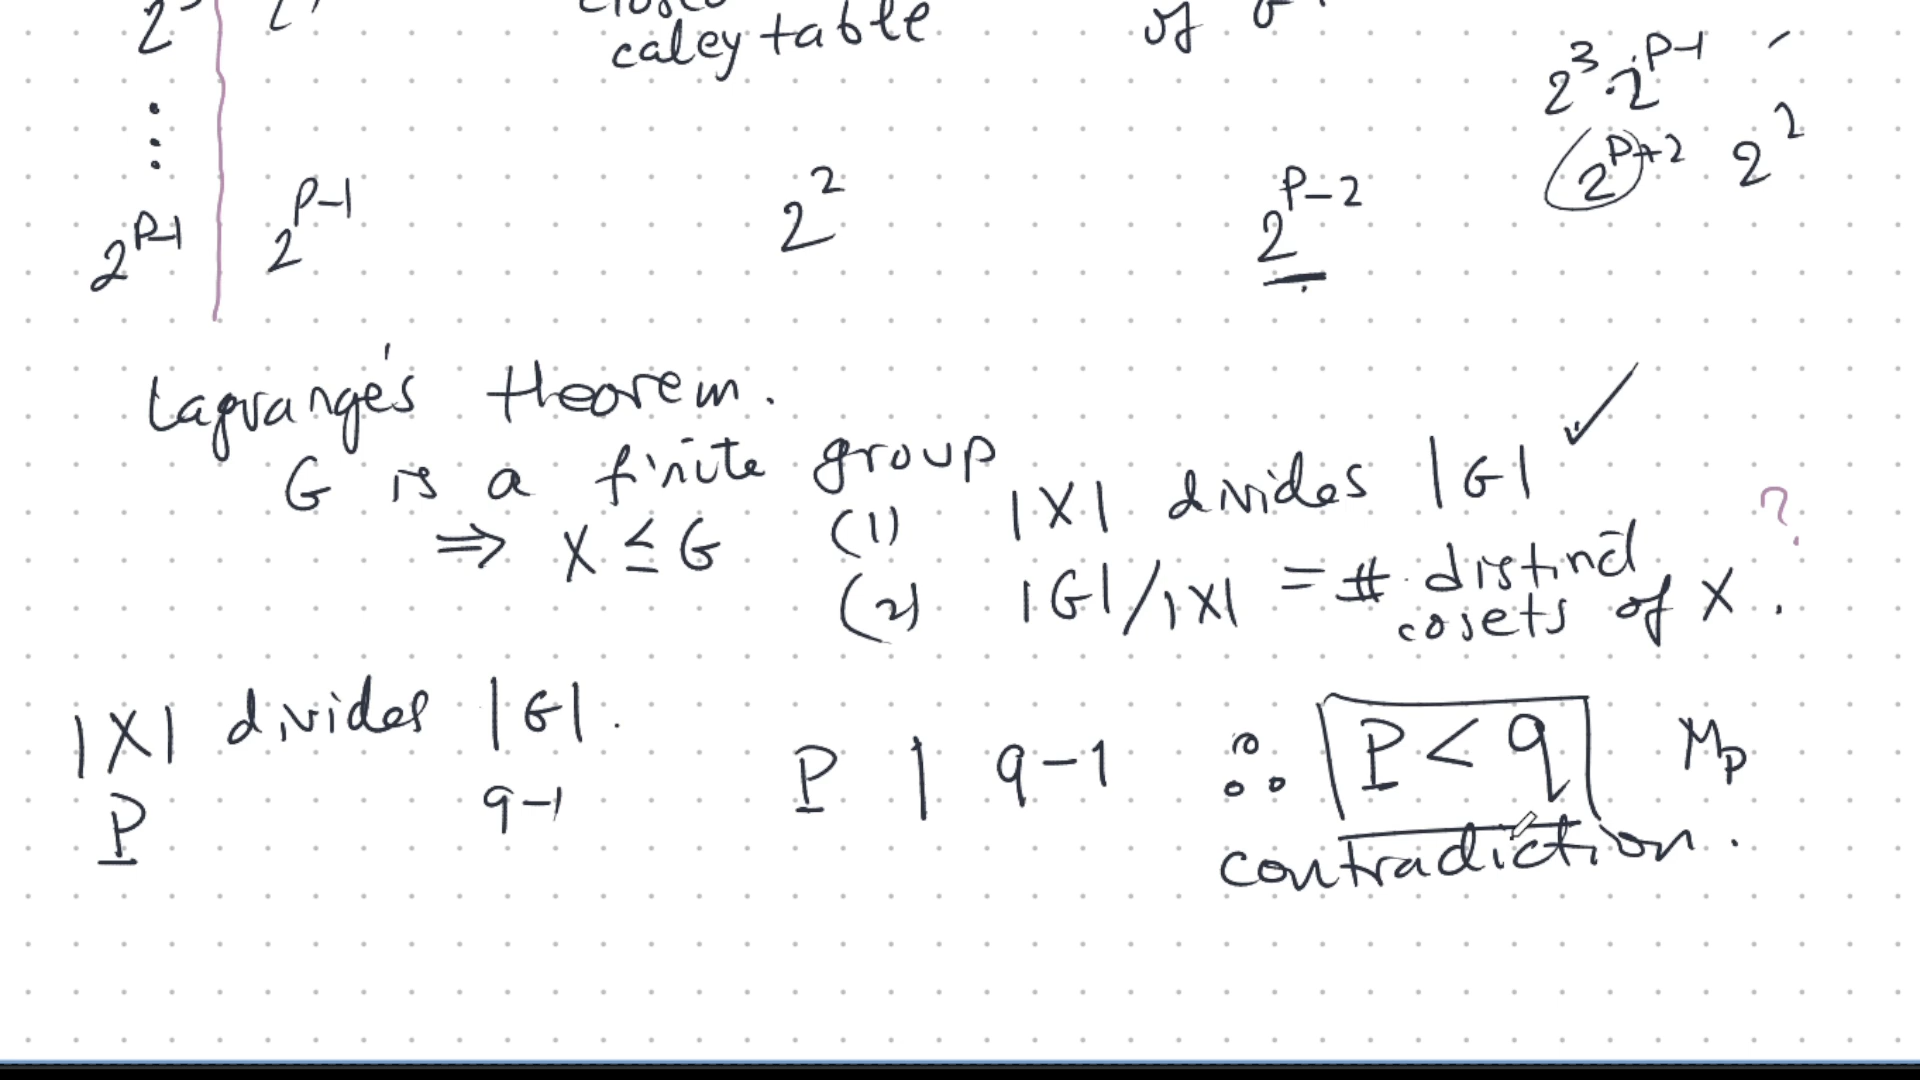 caley table of G.
2^3 · 2^{P-1}
⋮
2^{P+2} 2^2
2^{P-1} 2^{P-1} 2^2 2^{P-2}
Lagrange's theorem.
G is a finite group
⇒ X ≤ G (1) |X| divides |G| ✓
(2) |G|/|X| = # distinct cosets of X. ?
|X| divides |G|.
P q-1
P | q-1 ∴ P < q M_P
contradiction.